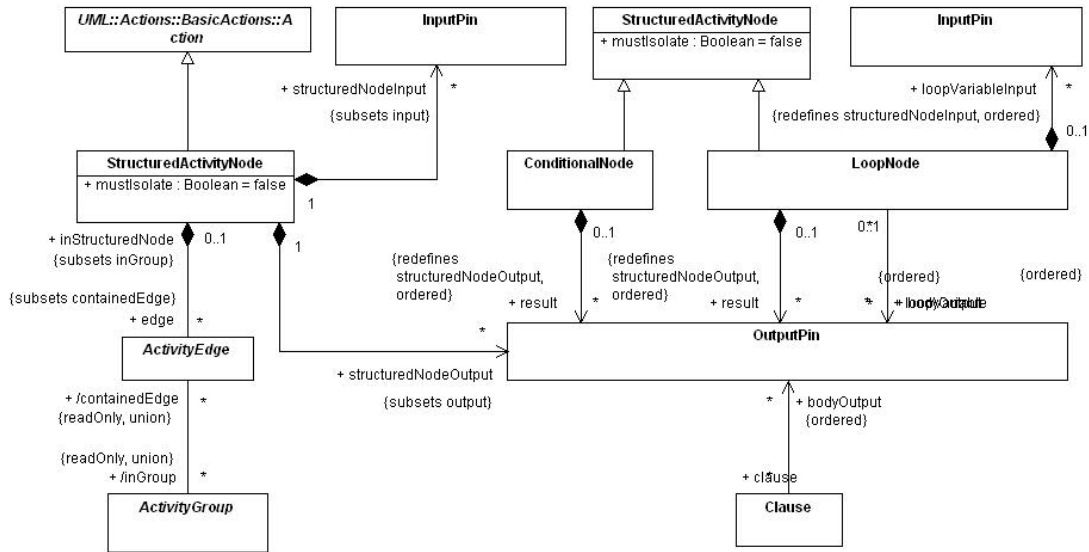 UML::Actions::BasicActions::A
ction
InputPin
StructuredActivityNode
+ mustIsolate : Boolean = false
InputPin
+ structuredNodeInput
*
{subsets input}
+ loopVariableInput
*
{redefines structuredNodeInput, ordered}
0..1
StructuredActivityNode
+ mustIsolate : Boolean = false
1
ConditionalNode
LoopNode
+ inStructuredNode
0..1
{subsets inGroup}
1
0..1
0..1
0..1
*
{redefines
structuredNodeOutput,
ordered}
{redefines
structuredNodeOutput,
ordered}
{ordered}
{ordered}
{subsets containedEdge}
+ edge
*
+ result
*
+ result
*
*
+ bodyOutput
*
OutputPin
ActivityEdge
+ structuredNodeOutput
{subsets output}
+ /containedEdge
*
{readOnly, union}
*
+ bodyOutput
{ordered}
{readOnly, union}
+ /inGroup
*
*
+ clause
ActivityGroup
Clause